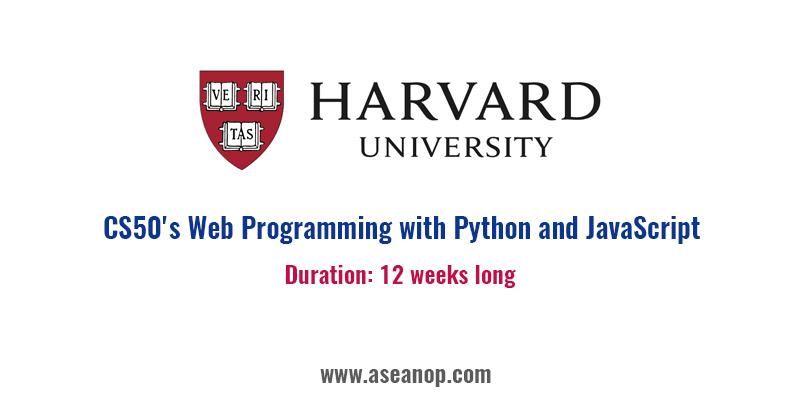 VE RI
TAS
HARVARD
UNIVERSITY
CS50's Web Programming with Python and JavaScript
Duration: 12 weeks long
www.aseanop.com